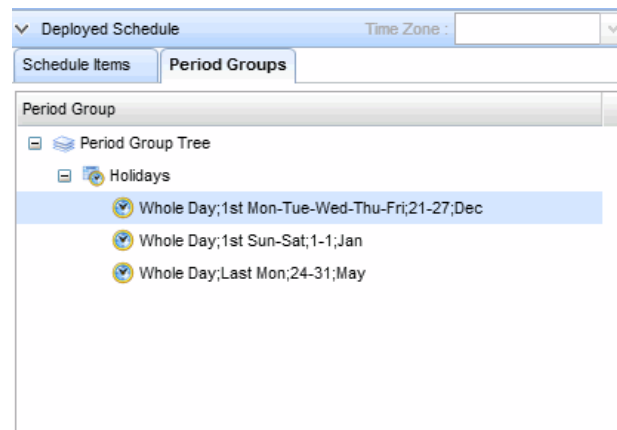 Deployed Schedule Time Zone :
Schedule Items Period Groups
Period Group
Period Group Tree
Holidays
Whole Day;1st Mon-Tue-Wed-Thu-Fri;21-27;Dec
Whole Day;1st Sun-Sat;1-1;Jan
Whole Day;Last Mon;24-31;May